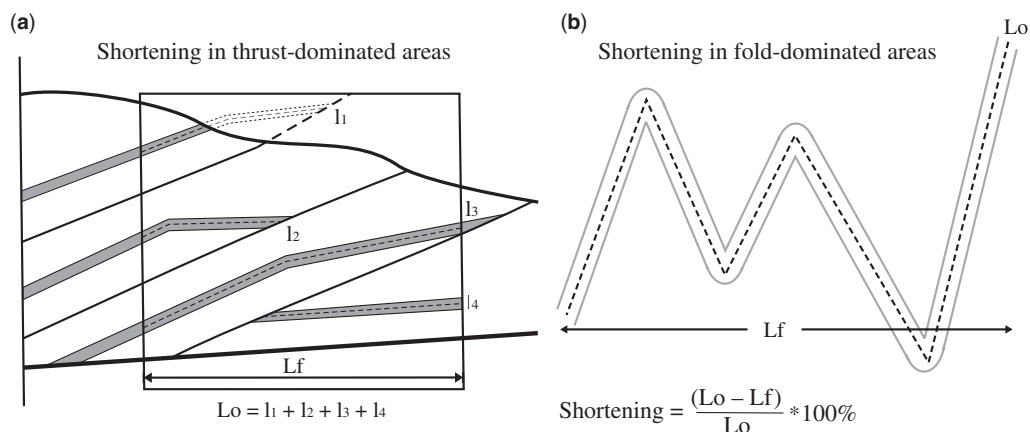 (a)
Shortening in thrust-dominated areas
l1
l2
l3
l4
Lf
Lo = l1 + l2 + l3 + l4
(b)
Shortening in fold-dominated areas
Lo
Lf
Shortening = (Lo – Lf) / Lo *100%